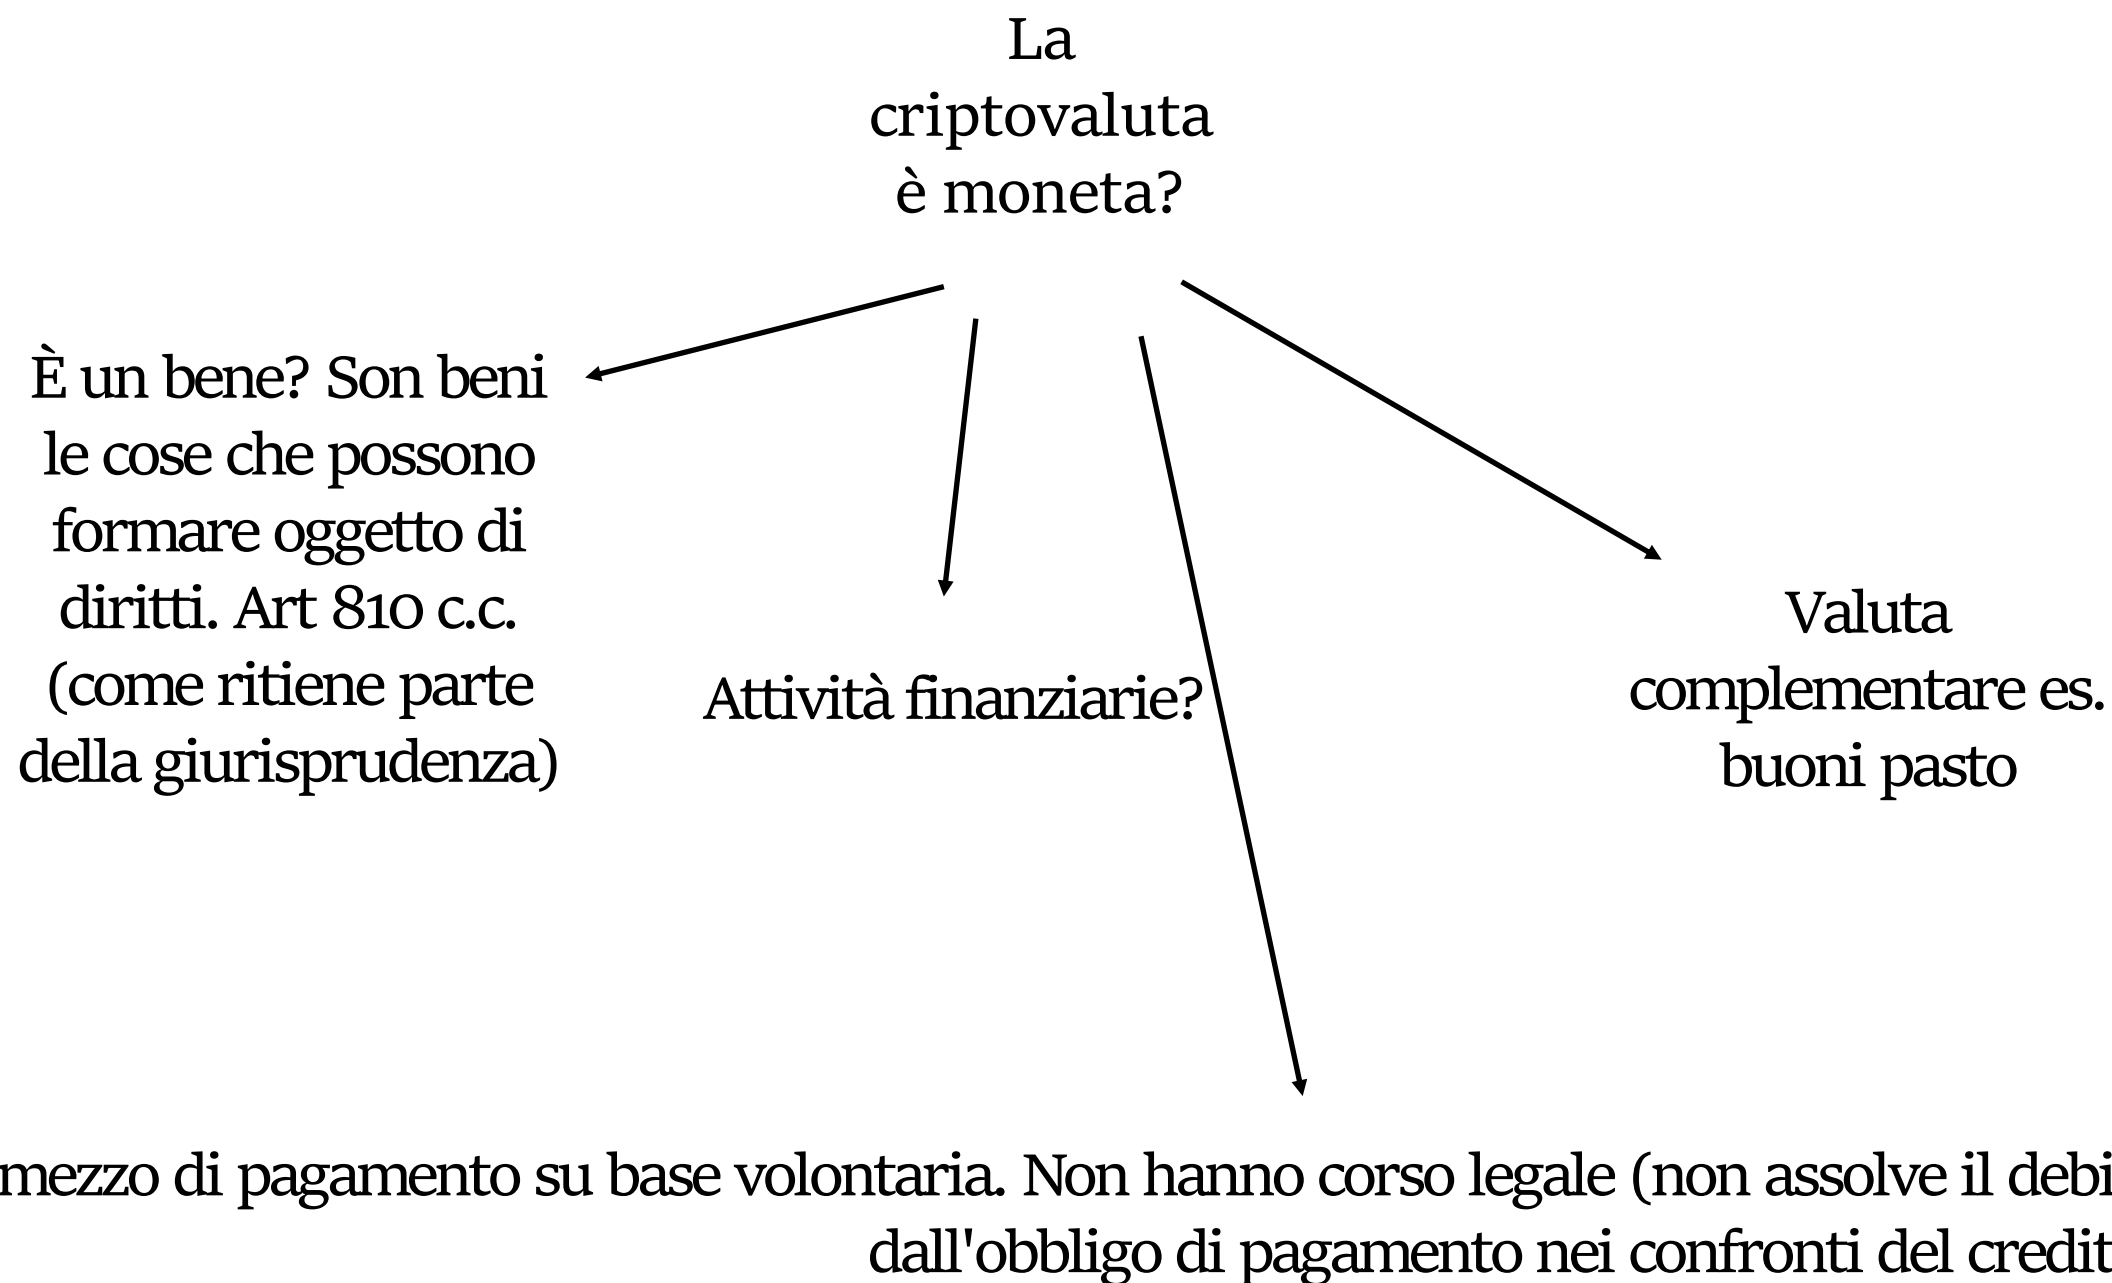 La
criptovaluta
è moneta?
È un bene? Son beni
le cose che possono
formare oggetto di
diritti. Art 810 c.c.
(come ritiene parte
della giurisprudenza)
Attività finanziarie?
Valuta
complementare es.
buoni pasto
mezzo di pagamento su base volontaria. Non hanno corso legale (non assolve il debi
dall'obbligo di pagamento nei confronti del credit